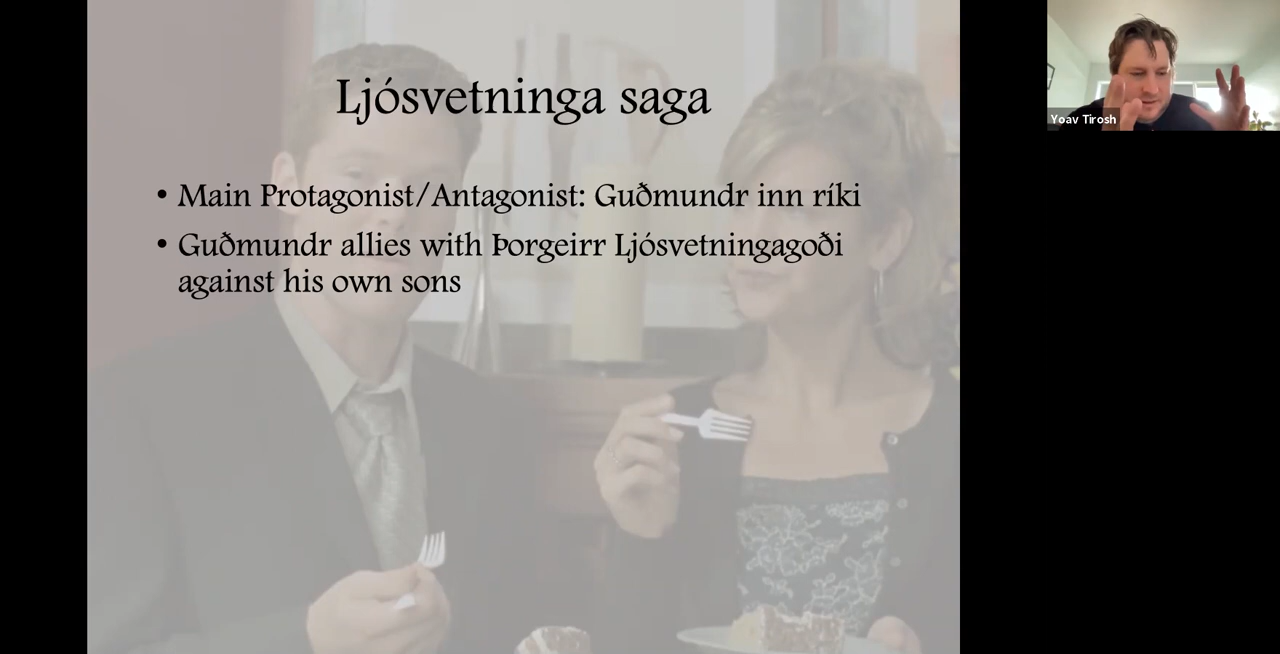 Ljósvetninga saga
• Main Protagonist/Antagonist: Guðmundr inn ríki
• Guðmundr allies with Þorgeirr Ljósvetningagoði
against his own sons
Yoav Tirosh